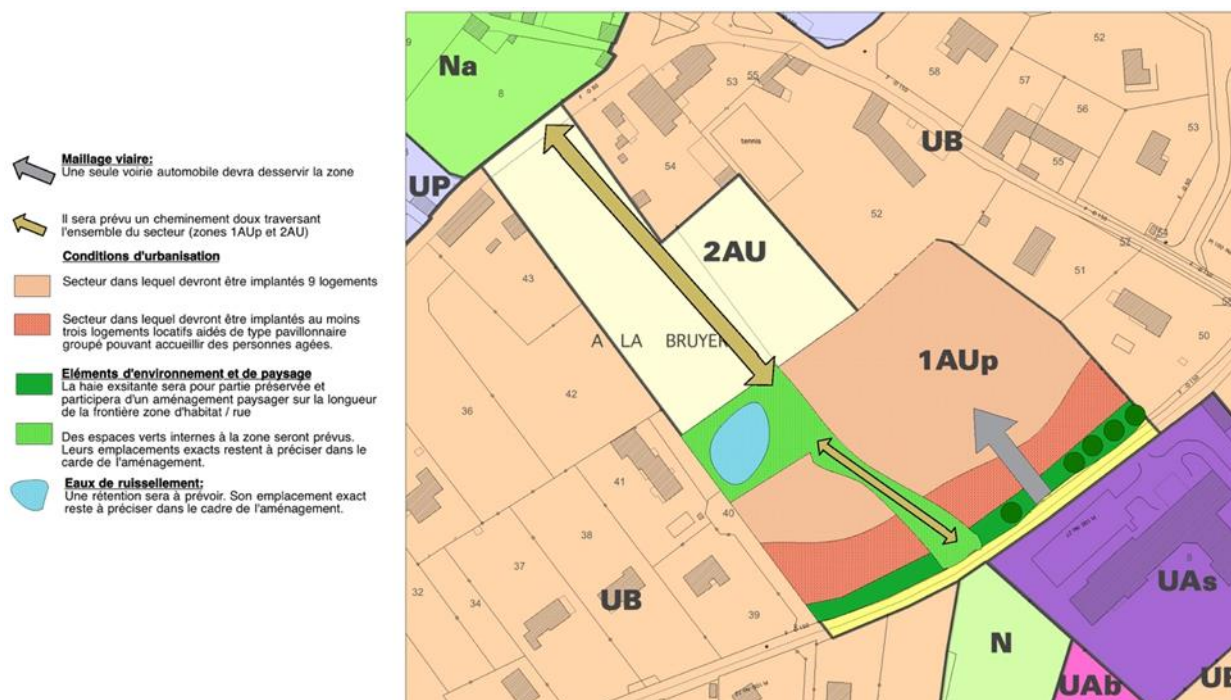 Maillage viaire:
Une seule voirie automobile devra desservir la zone
Il sera prévu un cheminement doux traversant
l'ensemble du secteur (zones 1AUp et 2AU)
Conditions d'urbanisation
Secteur dans lequel devront être implantés 9 logements
Secteur dans lequel devront être implantés au moins
trois logements locatifs aidés de type pavillonnaire
groupé pouvant accueillir des personnes agées.
Eléments d'environnement et de paysage
La haie exsitante sera pour partie préservée et
participera d'un aménagement paysager sur la longueur
de la frontière zone d'habitat / rue
Des espaces verts internes à la zone seront prévus.
Leurs emplacements exacts restent à préciser dans le
carde de l'aménagement.
Eaux de ruissellement:
Une rétention sera à prévoir. Son emplacement exact
reste à préciser dans le cadre de l'aménagement.
9
Na
8
UP
52
58
57
56
53
55
53
55
54
tennis
UB
52
52
51
50
2AU
43
42
36
A LA BRUYER
1AUp
41
40
38
37
34
32
39
UB
8
UAs
N
UAb